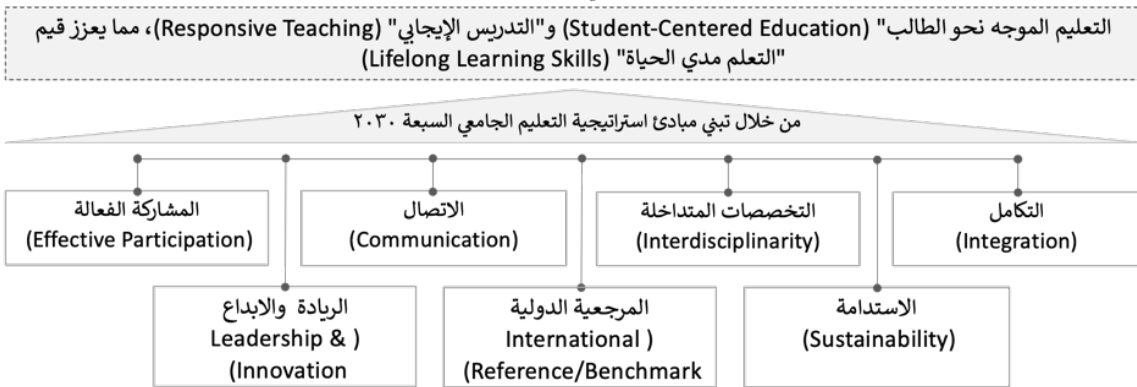 التعليم الموجه نحو الطالب" (Student-Centered Education) و"التدريس الإيجابي" (Responsive Teaching)، مما يعزز قيم
"التعلم مدي الحياة" (Lifelong Learning Skills)
من خلال تبني مبادئ استراتيجية التعليم الجامعي السبعة ٢٠٣٠
التكامل
(Integration)
التخصصات المتداخلة
(Interdisciplinarity)
الاتصال
(Communication)
المشاركة الفعالة
(Effective Participation)
الاستدامة
(Sustainability)
المرجعية الدولية
International )
(Reference/Benchmark
الريادة والابداع
Leadership & )
(Innovation